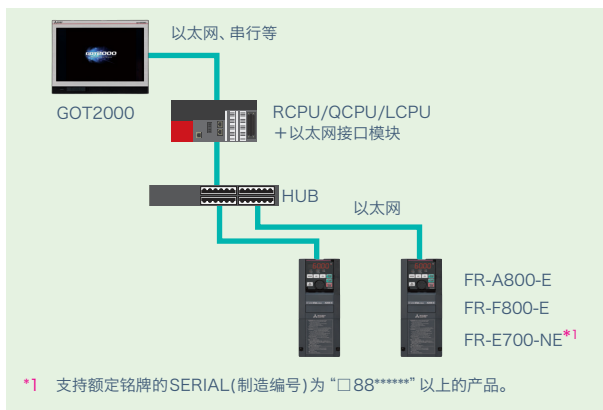 以太网、串行等
GOT2000
GOT2000
RCPU/QCPU/LCPU
＋以太网接口模块
HUB
以太网
FR-A800-E
FR-F800-E
FR-E700-NE*1
*1 支持额定铭牌的SERIAL(制造编号)为“□88******”以上的产品。